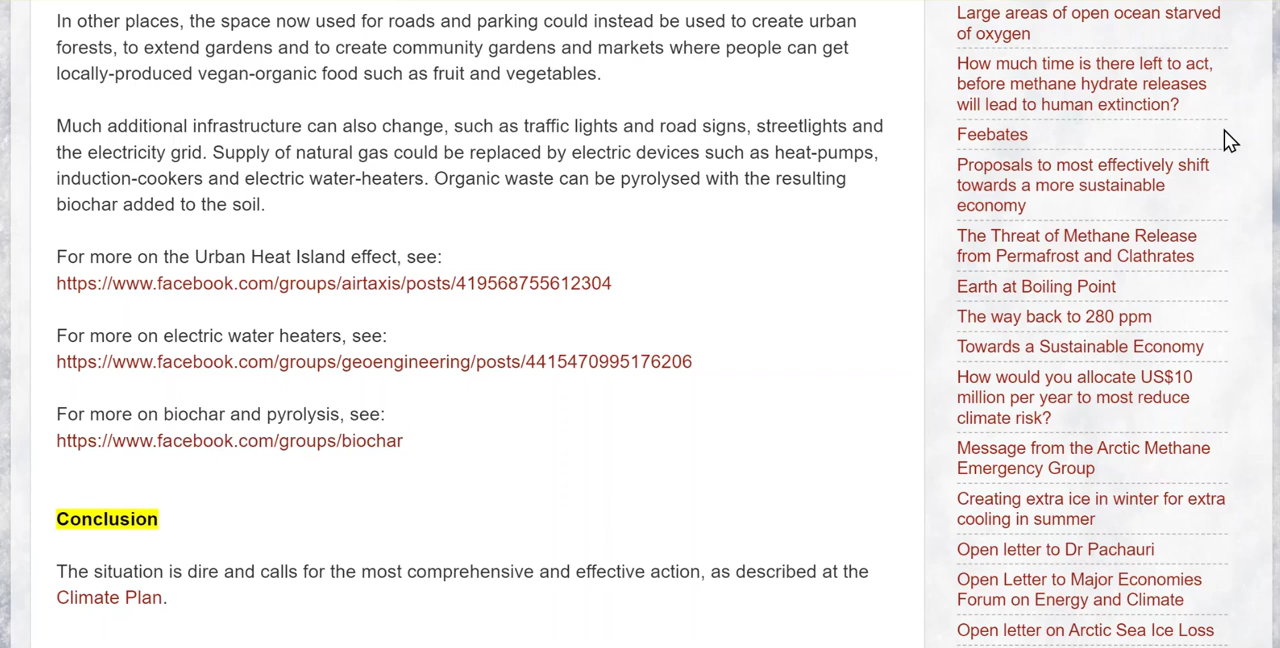 In other places, the space now used for roads and parking could instead be used to create urban
forests, to extend gardens and to create community gardens and markets where people can get
locally-produced vegan-organic food such as fruit and vegetables.
Much additional infrastructure can also change, such as traffic lights and road signs, streetlights and
the electricity grid. Supply of natural gas could be replaced by electric devices such as heat-pumps,
induction-cookers and electric water-heaters. Organic waste can be pyrolysed with the resulting
biochar added to the soil.
For more on the Urban Heat Island effect, see:
https://www.facebook.com/groups/airtaxis/posts/419568755612304
For more on electric water heaters, see:
https://www.facebook.com/groups/geoengineering/posts/4415470995176206
For more on biochar and pyrolysis, see:
https://www.facebook.com/groups/biochar
Conclusion
The situation is dire and calls for the most comprehensive and effective action, as described at the
Climate Plan.
Large areas of open ocean starved
of oxygen
How much time is there left to act,
before methane hydrate releases
will lead to human extinction?
Feebates
Proposals to most effectively shift
towards a more sustainable
economy
The Threat of Methane Release
from Permafrost and Clathrates
Earth at Boiling Point
The way back to 280 ppm
Towards a Sustainable Economy
How would you allocate US$10
million per year to most reduce
climate risk?
Message from the Arctic Methane
Emergency Group
Creating extra ice in winter for extra
cooling in summer
Open letter to Dr Pachauri
Open Letter to Major Economies
Forum on Energy and Climate
Open letter on Arctic Sea Ice Loss